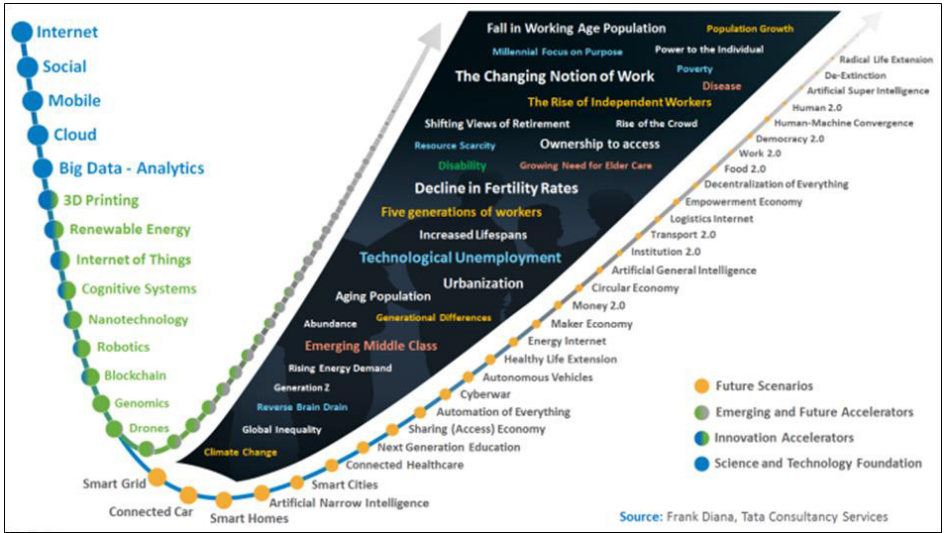 Internet
Social
Mobile
Cloud
Big Data - Analytics
3D Printing
Renewable Energy
Internet of Things
Cognitive Systems
Nanotechnology
Robotics
Blockchain
Genomics
Drones
Smart Grid
Connected Car
Smart Homes
Artificial Narrow Intelligence
Smart Cities
Connected Healthcare
Next Generation Education
Sharing (Access) Economy
Automation of Everything
Cyberwar
Autonomous Vehicles
Healthy Life Extension
Energy Internet
Maker Economy
Money 2.0
Circular Economy
Artificial General Intelligence
Institution 2.0
Transport 2.0
Logistics Internet
Empowerment Economy
Decentralization of Everything
Food 2.0
Work 2.0
Democracy 2.0
Human-Machine Convergence
Human 2.0
Artificial Super Intelligence
De-Extinction
Radical Life Extension
Fall in Working Age Population
Population Growth
Millennial Focus on Purpose
Power to the Individual
The Changing Notion of Work
Poverty
Disease
The Rise of Independent Workers
Shifting Views of Retirement
Rise of the Crowd
Resource Scarcity
Ownership to access
Disability
Growing Need for Elder Care
Decline in Fertility Rates
Five generations of workers
Increased Lifespans
Technological Unemployment
Urbanization
Aging Population
Abundance
Generational Differences
Emerging Middle Class
Rising Energy Demand
Generation Z
Reverse Brain Drain
Global Inequality
Climate Change
Future Scenarios
Emerging and Future Accelerators
Innovation Accelerators
Science and Technology Foundation
Source: Frank Diana, Tata Consultancy Services